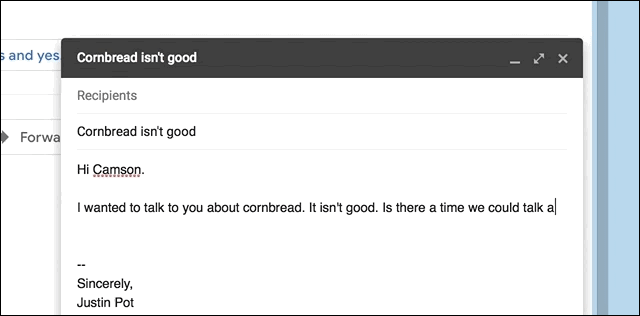 Cornbread isn't good
s and yes
Recipients
Cornbread isn't good
Forwa
Hi Camson.
I wanted to talk to you about cornbread. It isn't good. Is there a time we could talk a
--
Sincerely,
Justin Pot